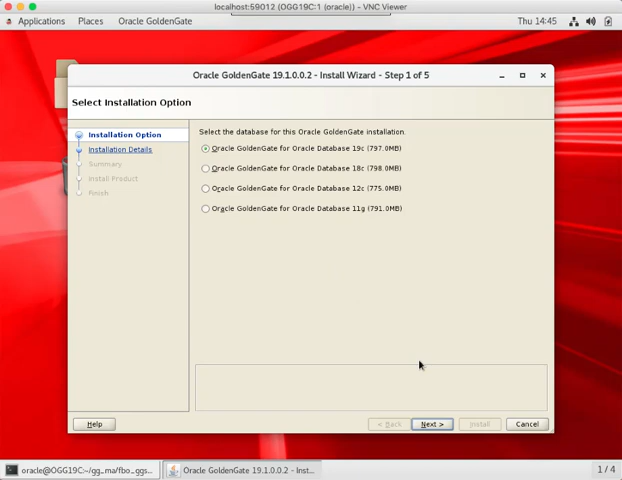 localhost:59012 (OGG19C:1 (oracle)) - VNC Viewer
Applications Places Oracle GoldenGate Thu 14:45
Oracle GoldenGate 19.1.0.0.2 - Install Wizard - Step 1 of 5
Select Installation Option
Installation Option
Installation Details
Summary
Install Product
Finish
Select the database for this Oracle GoldenGate installation.
Oracle GoldenGate for Oracle Database 19c (797.0MB)
Oracle GoldenGate for Oracle Database 18c (798.0MB)
Oracle GoldenGate for Oracle Database 12c (775.0MB)
Oracle GoldenGate for Oracle Database 11g (791.0MB)
Help < Back Next > Install Cancel
oracle@OGG19C:~/gg_ma/fbo_ggs... Oracle GoldenGate 19.1.0.0.2 - Inst... 1 / 4